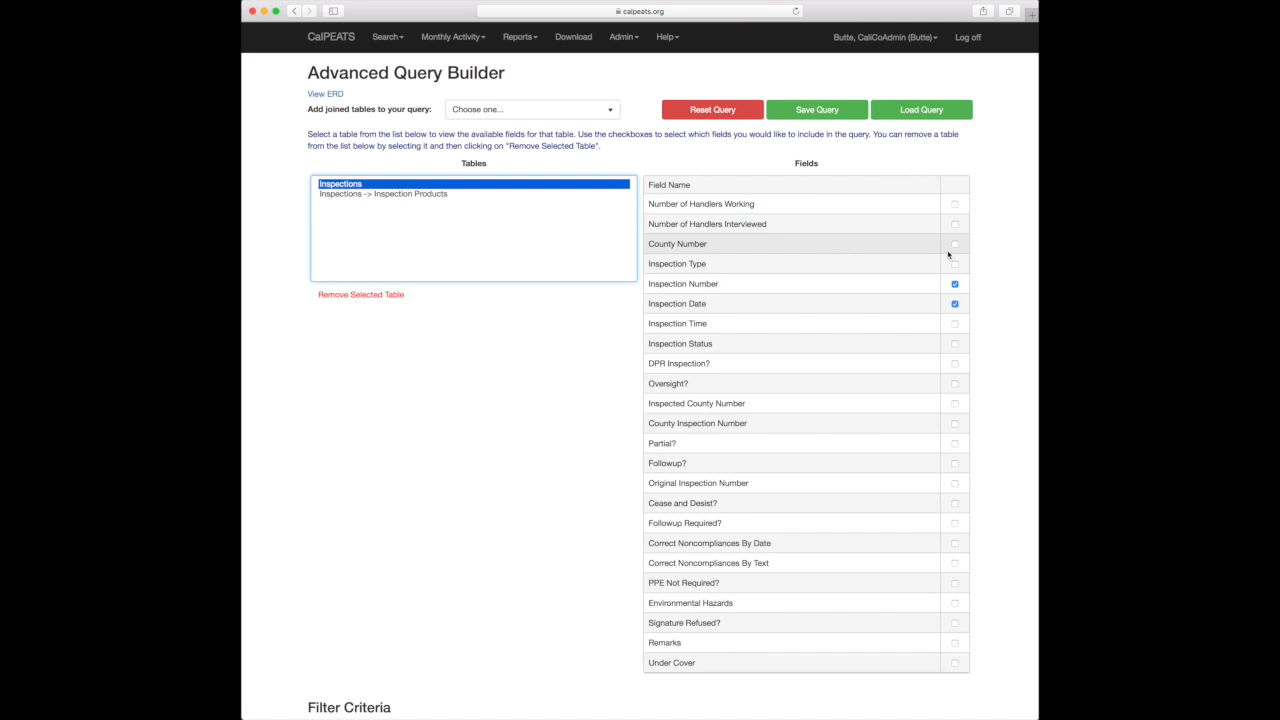 calpeats.org
CalPEATS Search Monthly Activity Reports Download Admin Help Butte, CaliCoAdmin (Butte) Log off
Advanced Query Builder
View ERD
Add joined tables to your query: Choose one... Reset Query Save Query Load Query
Select a table from the list below to view the available fields for that table. Use the checkboxes to select which fields you would like to include in the query. You can remove a table
from the list below by selecting it and then clicking on "Remove Selected Table".
Tables
Inspections
Inspections -> Inspection Products
Remove Selected Table
Fields
Field Name
Number of Handlers Working
Number of Handlers Interviewed
County Number
Inspection Type
Inspection Number
Inspection Date
Inspection Time
Inspection Status
DPR Inspection?
Oversight?
Inspected County Number
County Inspection Number
Partial?
Followup?
Original Inspection Number
Cease and Desist?
Followup Required?
Correct Noncompliances By Date
Correct Noncompliances By Text
PPE Not Required?
Environmental Hazards
Signature Refused?
Remarks
Under Cover
Filter Criteria